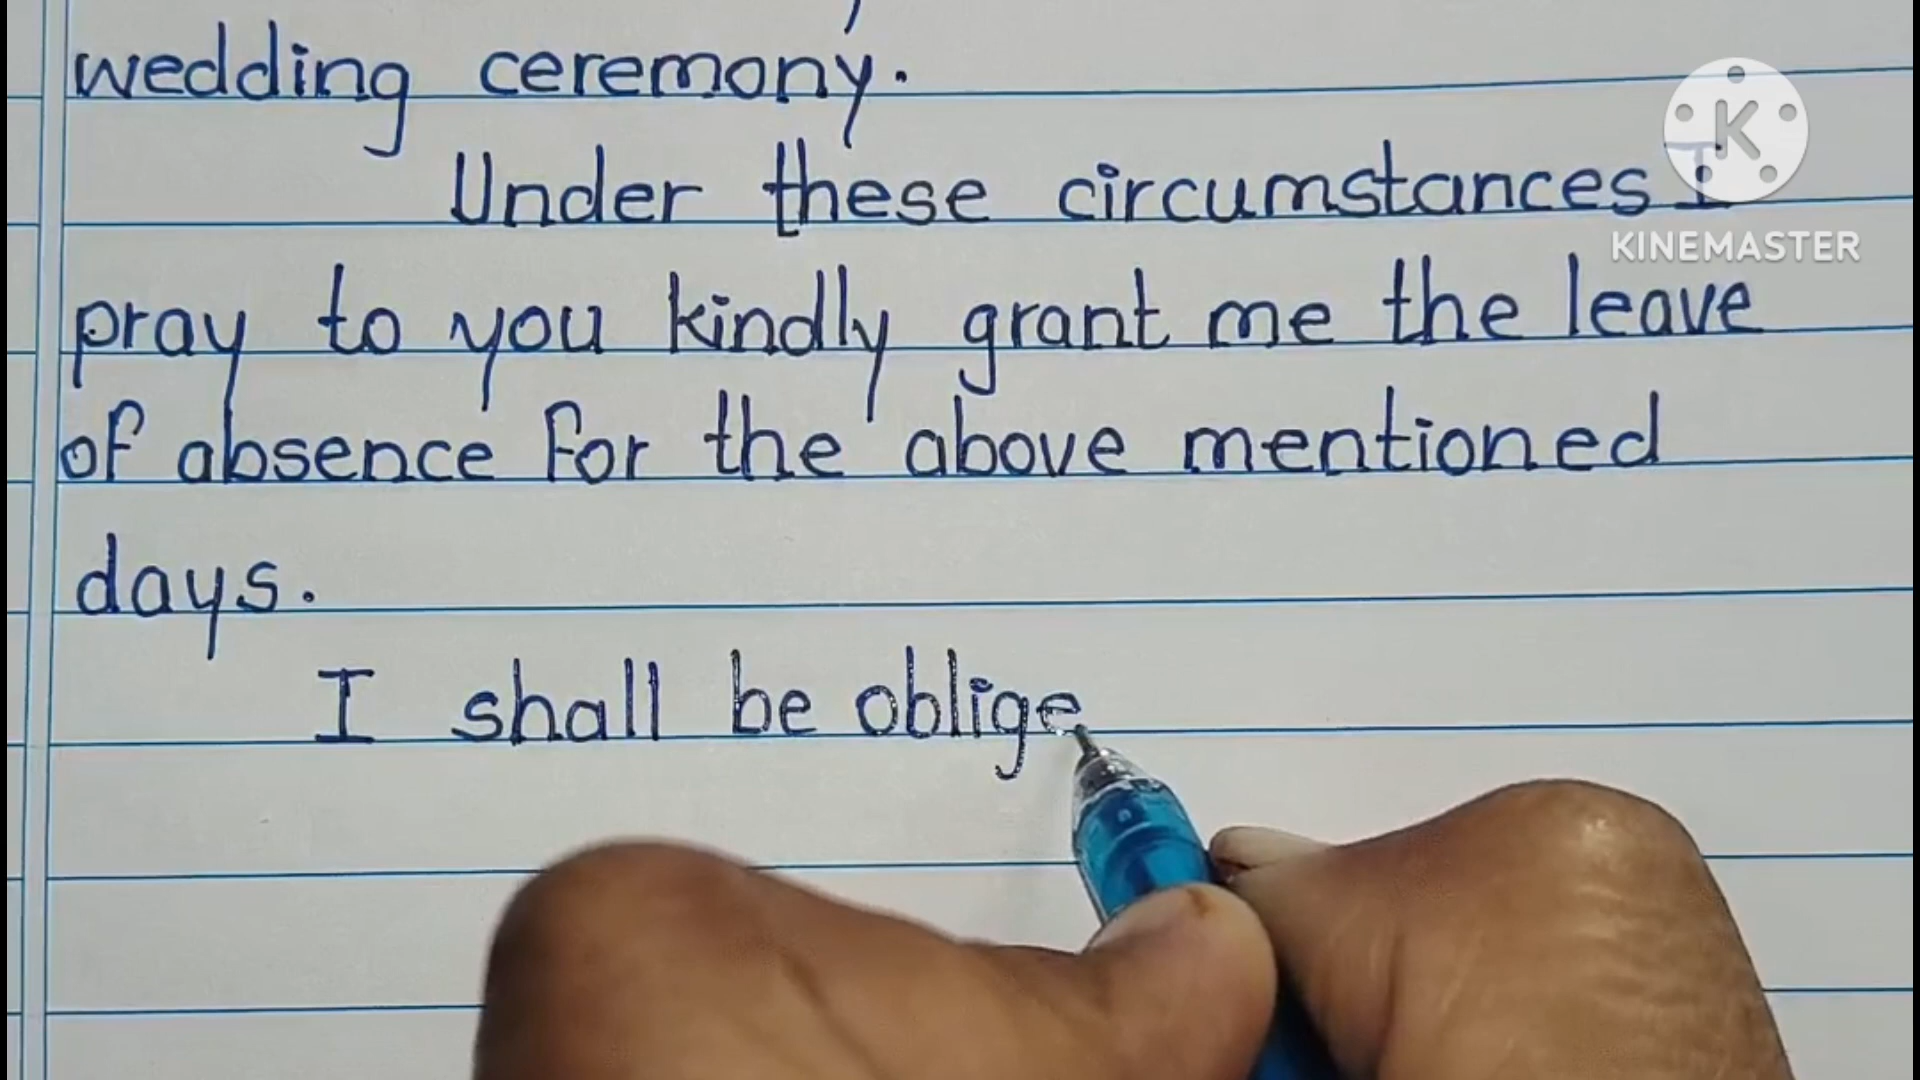 wedding ceremony.
Under these circumstances I
pray to you kindly grant me the leave
of absence for the above mentioned
days.
I shall be oblige
K
KINEMASTER